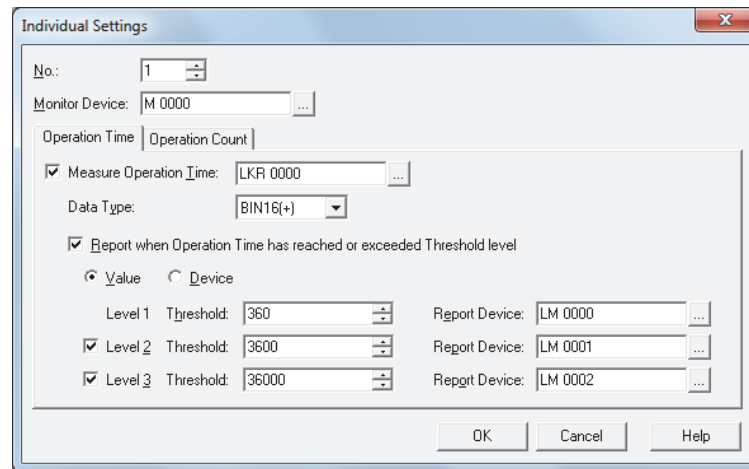 Individual Settings
No.: 1
Monitor Device: M 0000 ...
Operation Time Operation Count
Measure Operation Time: LKR 0000 ...
Data Type: BIN16(+)
Report when Operation Time has reached or exceeded Threshold level
Value Device
Level 1 Threshold: 360 Report Device: LM 0000 ...
Level 2 Threshold: 3600 Report Device: LM 0001 ...
Level 3 Threshold: 36000 Report Device: LM 0002 ...
OK Cancel Help